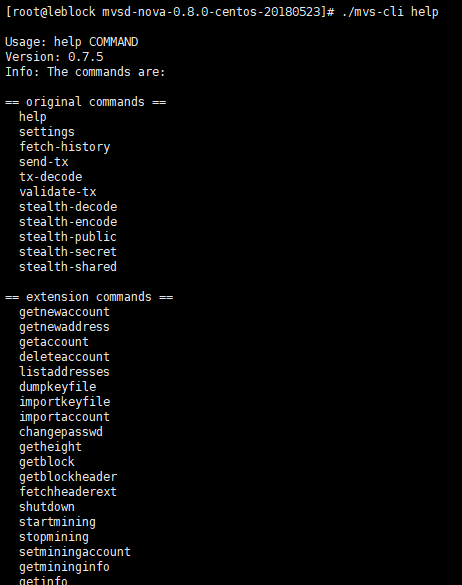 [root@leblock mvsd-nova-0.8.0-centos-20180523]# ./mvs-cli help
Usage: help COMMAND
Version: 0.7.5
Info: The commands are:
== original commands ==
help
settings
fetch-history
send-tx
tx-decode
validate-tx
stealth-decode
stealth-encode
stealth-public
stealth-secret
stealth-shared
== extension commands ==
getnewaccount
getnewaddress
getaccount
deleteaccount
listaddresses
dumpkeyfile
importkeyfile
importaccount
changepasswd
getheight
getblock
getblockheader
fetchheaderext
shutdown
startmining
stopmining
setminingaccount
getmininginfo
getinfo